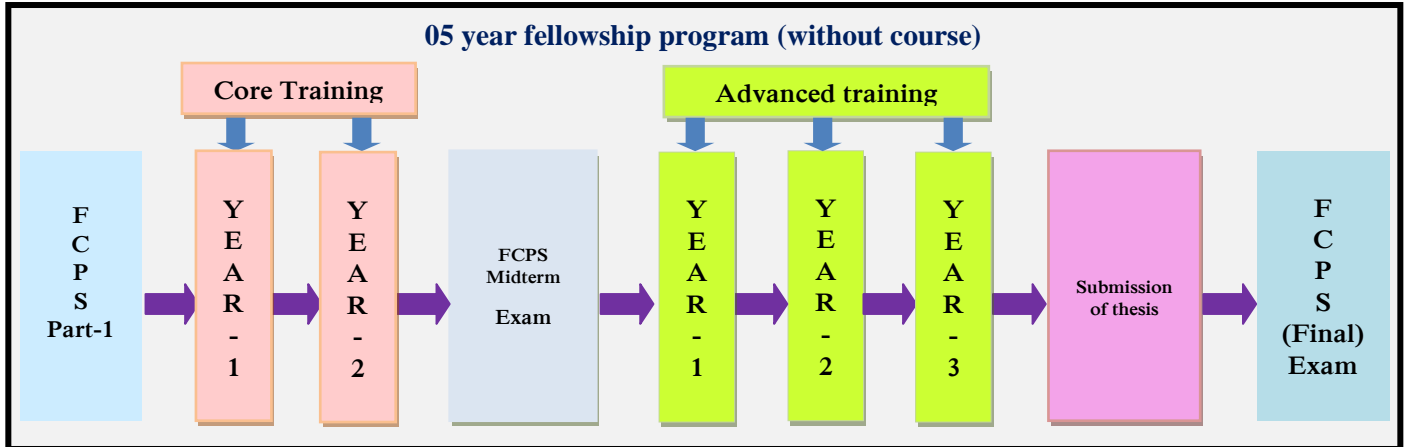 05 year fellowship program (without course)
Core Training
Advanced training
F
C
P
S
Part-1
Y
E
A
R
-
1
Y
E
A
R
-
2
FCPS
Midterm
Exam
Y
E
A
R
-
1
Y
E
A
R
-
2
Y
E
A
R
-
3
Submission
of thesis
F
C
P
S
(Final)
Exam